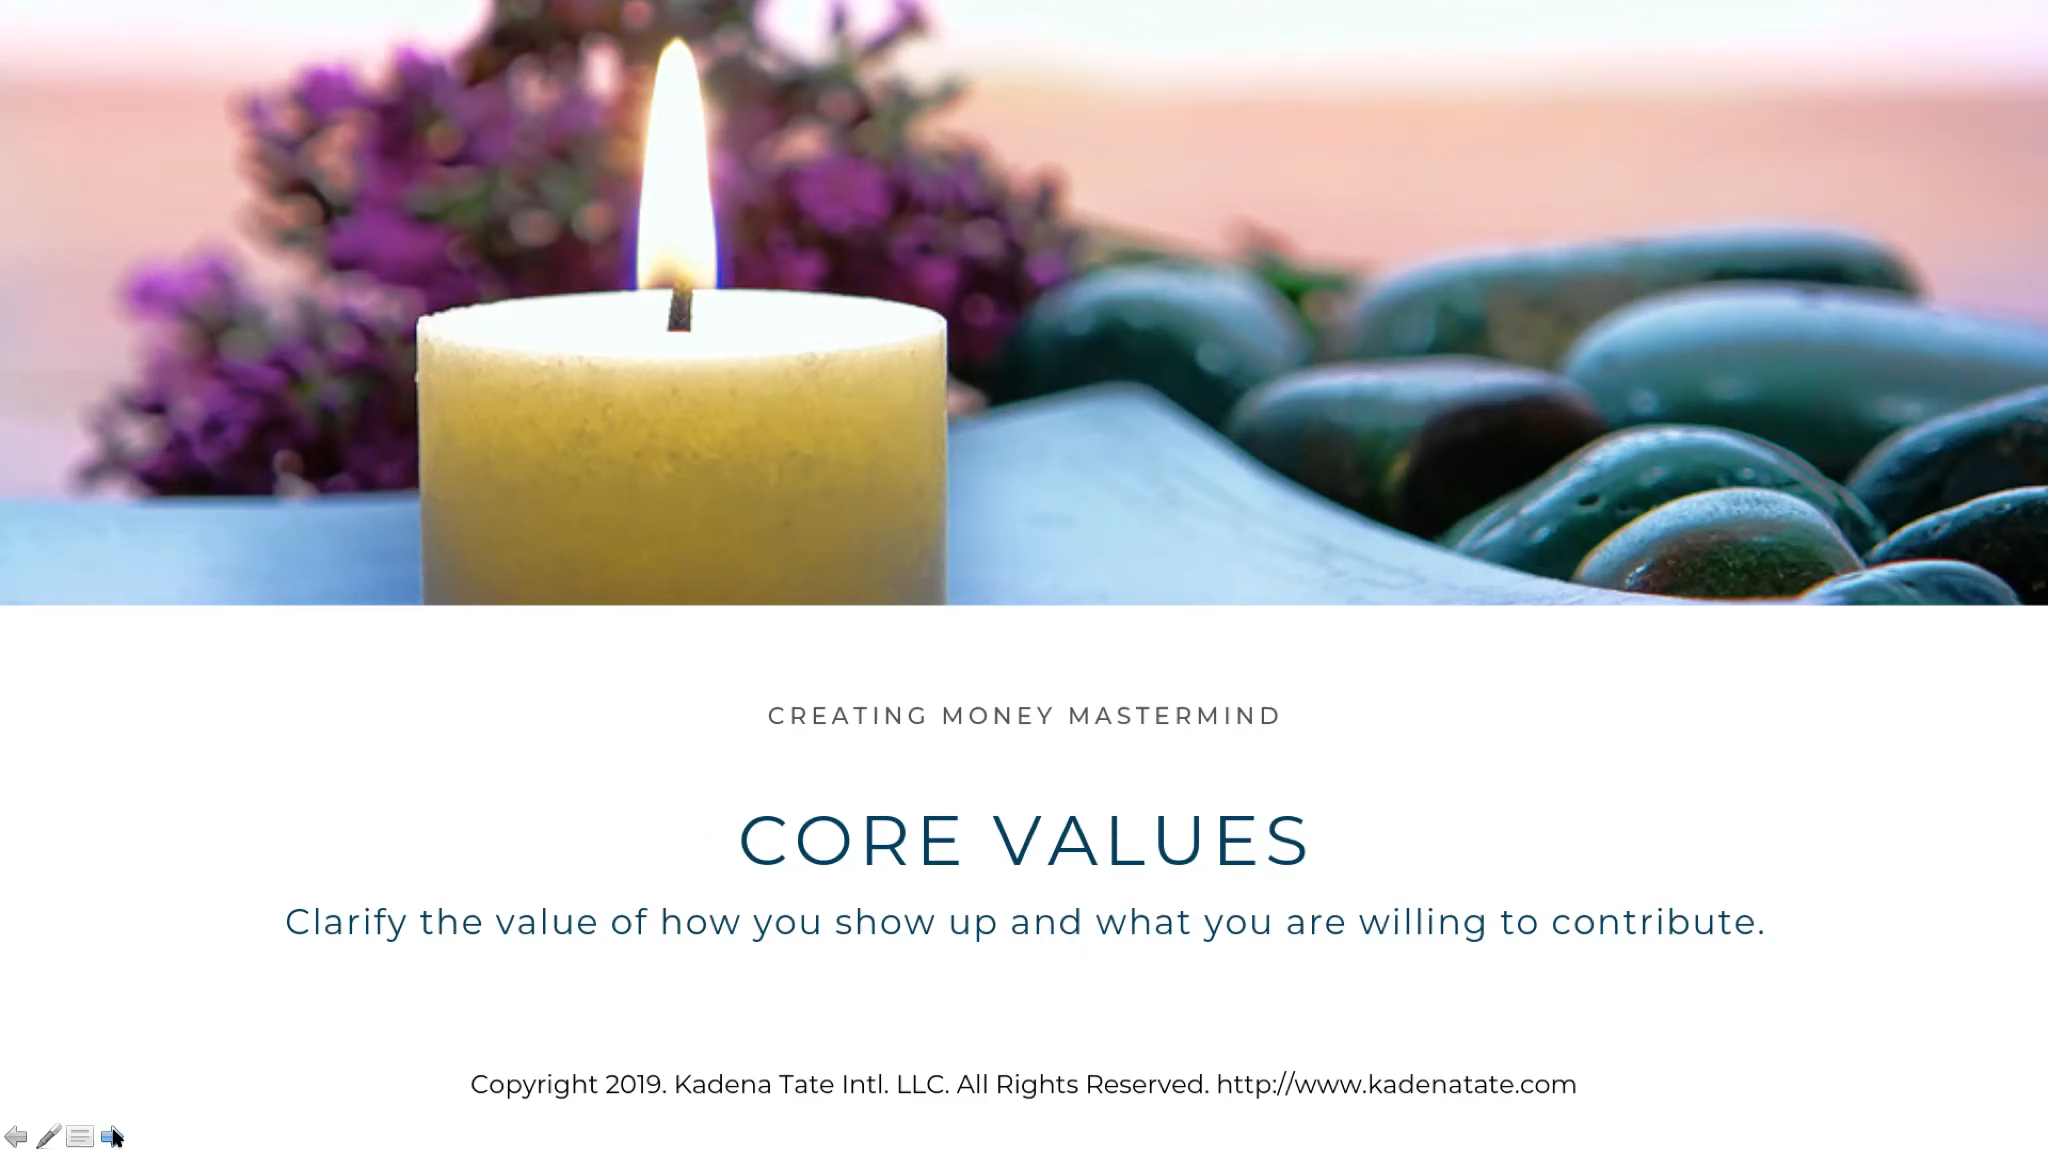 CREATING MONEY MASTERMIND
CORE VALUES
Clarify the value of how you show up and what you are willing to contribute.
Copyright 2019. Kadena Tate Intl. LLC. All Rights Reserved. http://www.kadenatate.com